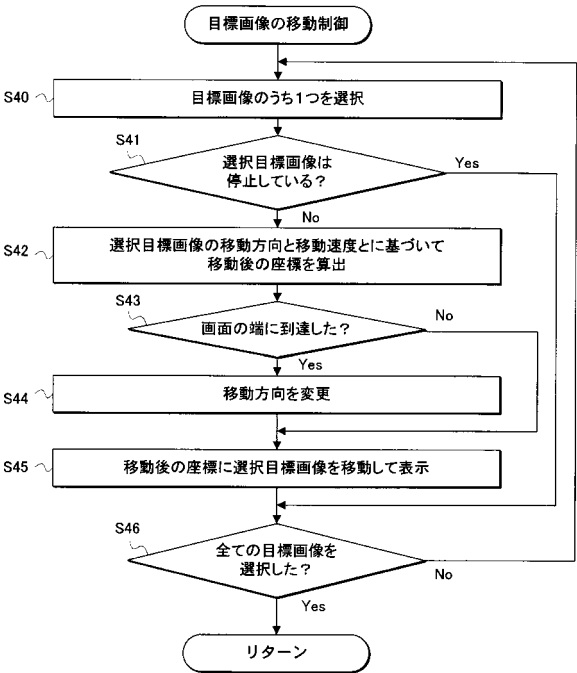 目標画像の移動制御
S40
目標画像のうち1つを選択
S41
選択目標画像は
停止している?
Yes
No
S42
選択目標画像の移動方向と移動速度とに基づいて
移動後の座標を算出
S43
画面の端に到達した?
No
Yes
S44
移動方向を変更
S45
移動後の座標に選択目標画像を移動して表示
S46
全ての目標画像を
選択した?
No
Yes
リターン